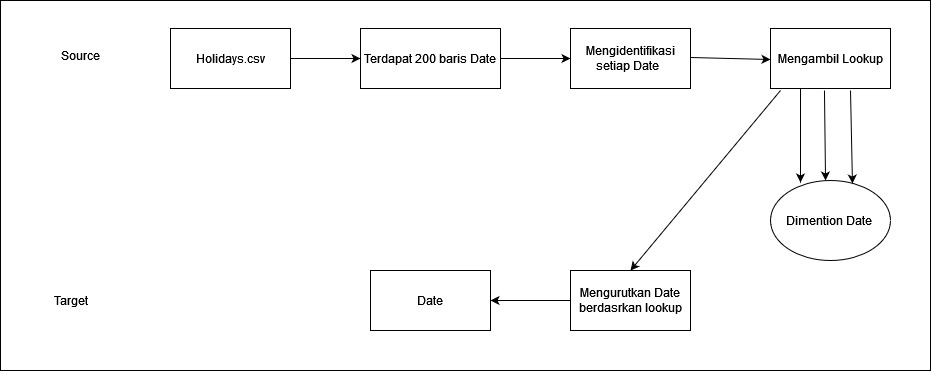 Source
Holidays.csv
Terdapat 200 baris Date
Mengidentifikasi
setiap Date
Mengambil Lookup
Dimention Date
Target
Date
Mengurutkan Date
berdasrkan lookup